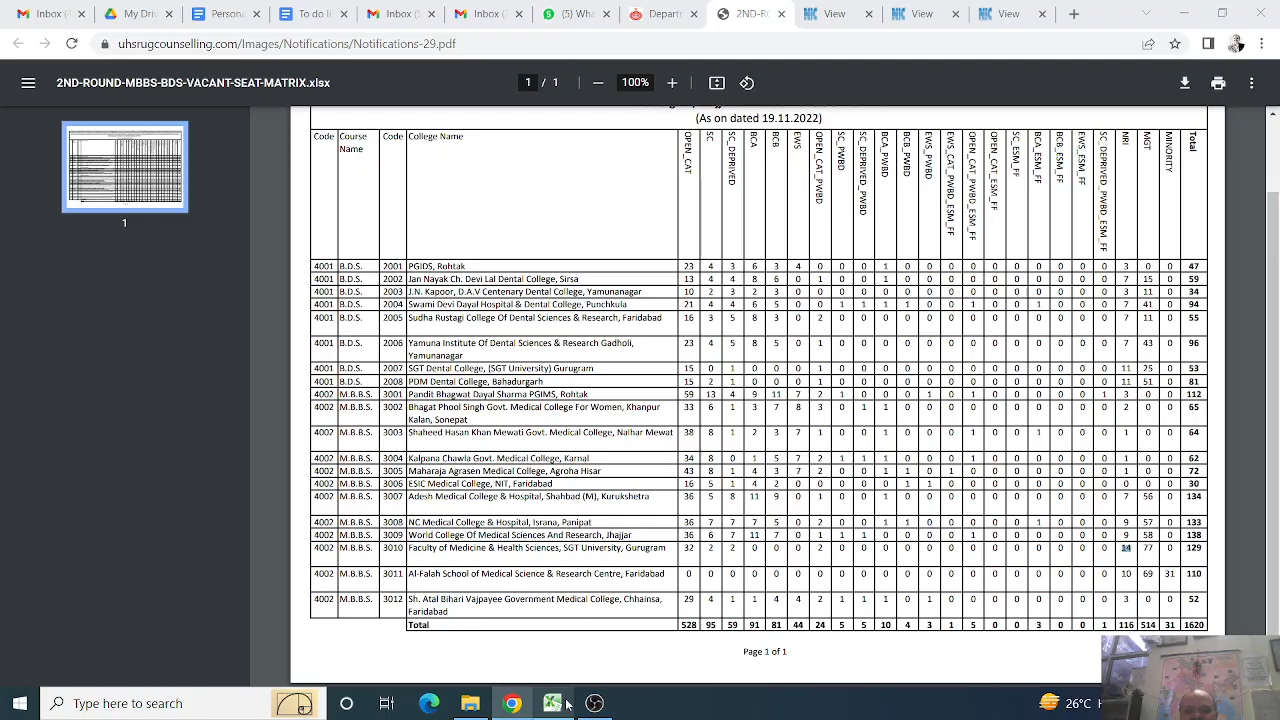 Inbox (4
My Driv
Persona
To do li
Inbox (5
Inbox (2
(5) Wha
Departm
2ND-RO
View
View
View
uhsrugcounselling.com/Images/Notifications/Notifications-29.pdf
2ND-ROUND-MBBS-BDS-VACANT-SEAT-MATRIX.xlsx
1 / 1
100%
1
(As on dated 19.11.2022)
Code Course Name Code College Name OPEN_CAT SC SC_DEPRIVED BCA BCB EWS OPEN_CAT_PWBD SC_PWBD SC_DEPRIVED_PWBD BCA_PWBD BCB_PWBD EWS_PWBD EWS_CAT_PWBD_ESM_FF OPEN_CAT_PWBD_ESM_FF OPEN_CAT_ESM_FF SC_ESM_FF BCA_ESM_FF BCB_ESM_FF EWS_ESM_FF SC_DEPRIVED_PWBD_ESM_FF NRI MGT MINORITY Total
4001 B.D.S. 2001 PGIDS, Rohtak 23 4 3 6 3 4 0 0 0 1 0 0 0 0 0 0 0 0 0 0 3 0 0 47
4001 B.D.S. 2002 Jan Nayak Ch. Devi Lal Dental College, Sirsa 13 4 4 8 6 0 1 0 0 1 0 0 0 0 0 0 0 0 0 0 7 15 0 59
4001 B.D.S. 2003 J.N. Kapoor, D.A.V Centenary Dental College, Yamunanagar 10 2 3 2 3 0 0 0 0 0 0 0 0 0 0 0 0 0 0 0 3 11 0 34
4001 B.D.S. 2004 Swami Devi Dayal Hospital & Dental College, Punchkula 21 4 4 6 5 0 0 1 1 1 1 0 0 1 0 0 1 0 0 0 7 41 0 94
4001 B.D.S. 2005 Sudha Rustagi College Of Dental Sciences & Research, Faridabad 16 3 5 8 3 0 2 0 0 0 0 0 0 0 0 0 0 0 0 0 7 11 0 55
4001 B.D.S. 2006 Yamuna Institute Of Dental Sciences & Research Gadholi, 23 4 5 8 5 0 1 0 0 0 0 0 0 0 0 0 0 0 0 0 7 43 0 96
Yamunanagar
4001 B.D.S. 2007 SGT Dental College, (SGT University) Gurugram 15 0 1 0 0 0 1 0 0 0 0 0 0 0 0 0 0 0 0 0 11 25 0 53
4001 B.D.S. 2008 PDM Dental College, Bahadurgarh 15 2 1 0 0 0 1 0 0 0 0 0 0 0 0 0 0 0 0 0 11 51 0 81
4002 M.B.B.S. 3001 Pandit Bhagwat Dayal Sharma PGIMS, Rohtak 59 13 4 9 11 7 2 1 0 0 0 1 0 1 0 0 0 0 0 1 3 0 0 112
4002 M.B.B.S. 3002 Bhagat Phool Singh Govt. Medical College For Women, Khanpur 33 6 1 3 7 8 3 0 1 1 0 0 0 0 0 0 0 0 0 0 2 0 0 65
Kalan, Sonepat
4002 M.B.B.S. 3003 Shaheed Hasan Khan Mewati Govt. Medical College, Nalhar Mewat 38 8 1 2 3 7 1 0 0 1 0 0 0 1 0 0 1 0 0 0 1 0 0 64
4002 M.B.B.S. 3004 Kalpana Chawla Govt. Medical College, Karnal 34 8 0 1 5 7 2 1 1 1 0 0 0 1 0 0 0 0 0 0 1 0 0 62
4002 M.B.B.S. 3005 Maharaja Agrasen Medical College, Agroha Hisar 43 8 1 4 3 7 2 0 0 1 1 0 1 0 0 0 0 0 0 0 1 0 0 72
4002 M.B.B.S. 3006 ESIC Medical College, NIT, Faridabad 16 5 1 4 2 0 0 0 0 0 1 1 0 0 0 0 0 0 0 0 0 0 0 30
4002 M.B.B.S. 3007 Adesh Medical College & Hospital, Shahbad (M), Kurukshetra 36 5 8 11 9 0 1 0 0 1 0 0 0 0 0 0 0 0 0 0 7 56 0 134
4002 M.B.B.S. 3008 NC Medical College & Hospital, Israna, Panipat 36 7 7 7 5 0 2 0 0 1 1 0 0 0 0 0 1 0 0 0 9 57 0 133
4002 M.B.B.S. 3009 World College Of Medical Sciences And Research, Jhajjar 36 6 7 11 7 0 1 1 1 0 0 0 0 1 0 0 0 0 0 0 9 58 0 138
4002 M.B.B.S. 3010 Faculty of Medicine & Health Sciences, SGT University, Gurugram 32 2 2 0 0 0 2 0 0 0 0 0 0 0 0 0 0 0 0 0 14 77 0 129
4002 M.B.B.S. 3011 Al-Falah School of Medical Science & Research Centre, Faridabad 0 0 0 0 0 0 0 0 0 0 0 0 0 0 0 0 0 0 0 0 10 69 31 110
4002 M.B.B.S. 3012 Sh. Atal Bihari Vajpayee Government Medical College, Chhainsa, 29 4 1 1 4 4 2 1 1 1 0 1 0 0 0 0 0 0 0 0 3 0 0 52
Faridabad
Total 528 95 59 91 81 44 24 5 5 10 4 3 1 5 0 0 3 0 0 1 116 514 31 1620
Page 1 of 1
Type here to search
26°C